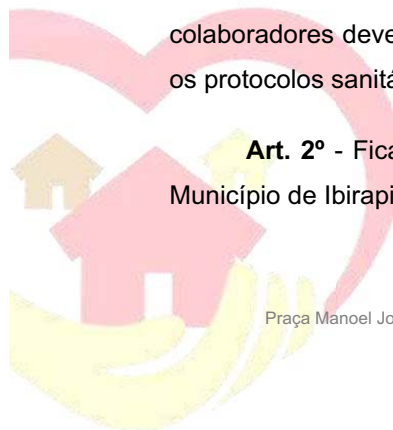 colaboradores deve
os protocolos sanitá
Art. 2º - Fica
Município de Ibirapi
Praça Manoel Jo